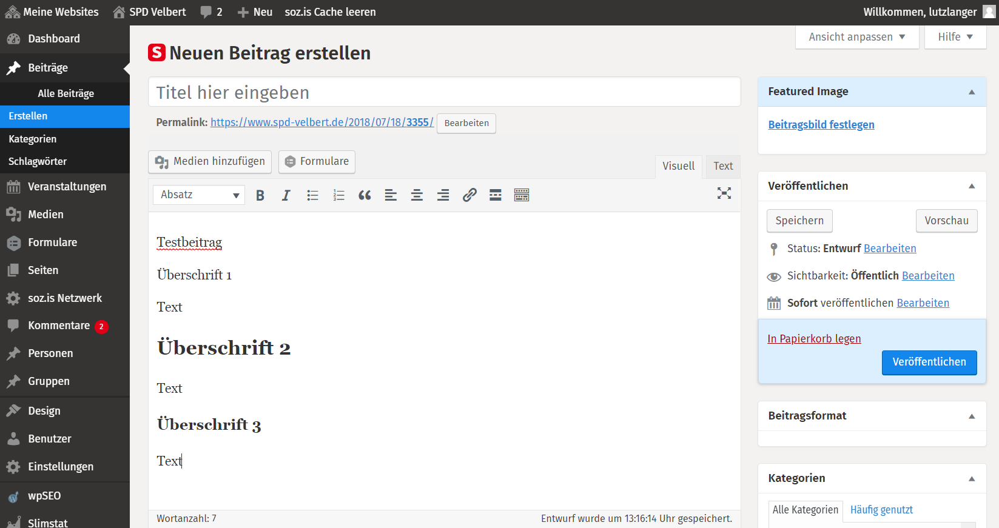 Meine Websites SPD Velbert 2 Neu soz.is Cache leeren Willkommen, lutzlanger
Dashboard
Beiträge
Alle Beiträge
Erstellen
Kategorien
Schlagwörter
Veranstaltungen
Medien
Formulare
Seiten
soz.is Netzwerk
Kommentare 2
Personen
Gruppen
Design
Benutzer
Einstellungen
wpSEO
Slimstat
Ansicht anpassen Hilfe
S Neuen Beitrag erstellen
Titel hier eingeben
Permalink: https://www.spd-velbert.de/2018/07/18/3355/ Bearbeiten
Medien hinzufügen Formulare Visuell Text
Absatz B I
Testbeitrag
Überschrift 1
Text
Überschrift 2
Text
Überschrift 3
Text
Wortanzahl: 7 Entwurf wurde um 13:16:14 Uhr gespeichert.
Featured Image
Beitragsbild festlegen
Veröffentlichen
Speichern Vorschau
Status: Entwurf Bearbeiten
Sichtbarkeit: Öffentlich Bearbeiten
Sofort veröffentlichen Bearbeiten
In Papierkorb legen
Veröffentlichen
Beitragsformat
Kategorien
Alle Kategorien Häufig genutzt